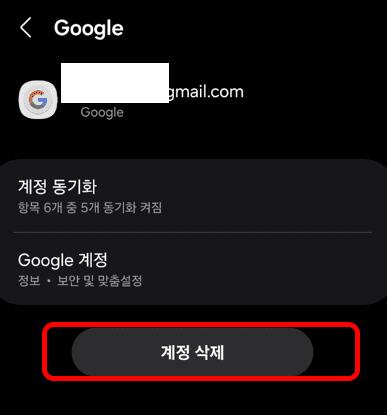 Google
@gmail.com
Google
계정 동기화
항목 6개 중 5개 동기화 켜짐
Google 계정
정보 • 보안 및 맞춤설정
계정 삭제